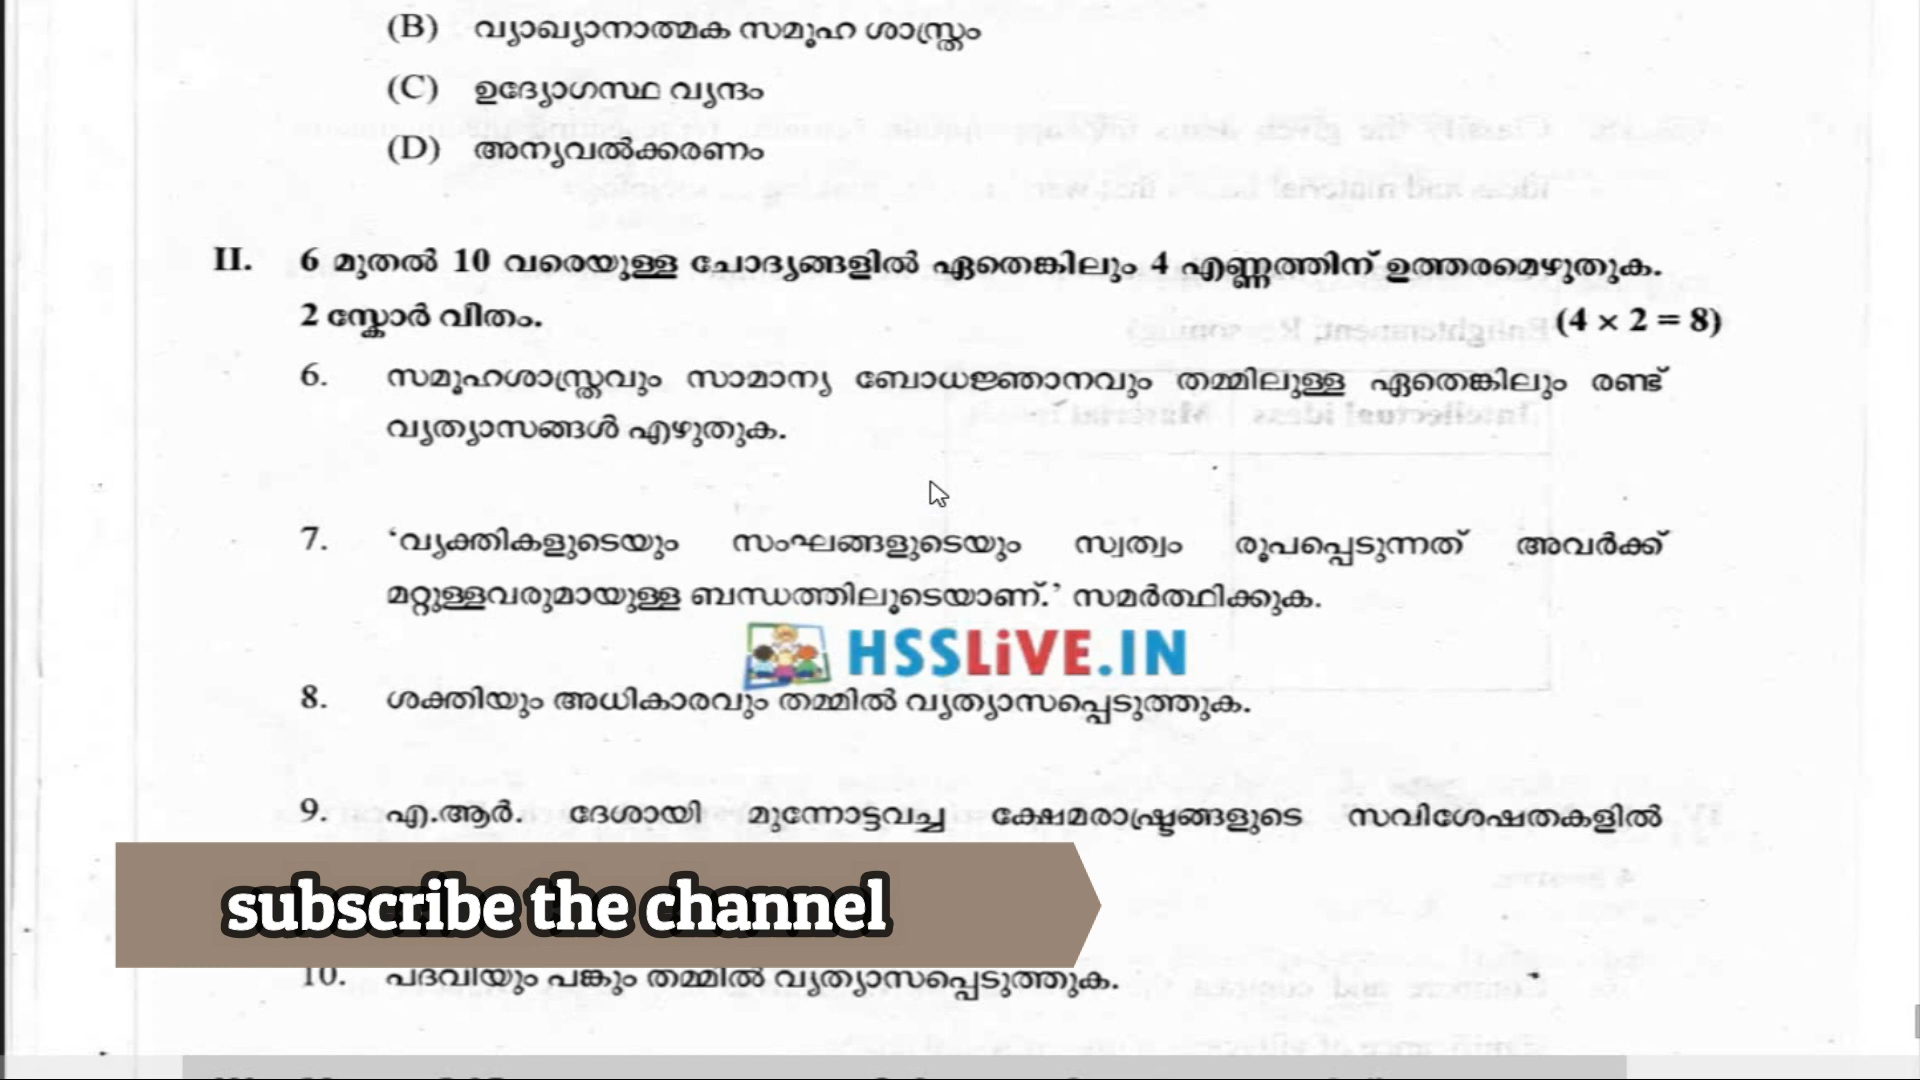 (B) വ്യാഖ്യാനാത്മക സമൂഹ ശാസ്ത്രം
(C) ഉദ്യോഗസ്ഥ വൃന്ദം
(D) അന്യവൽക്കരണം
II. 6 മുതൽ 10 വരെയുള്ള ചോദ്യങ്ങളിൽ ഏതെങ്കിലും 4 എണ്ണത്തിന് ഉത്തരമെഴുതുക.
2 സ്കോർ വീതം. (4 × 2 = 8)
6. സമൂഹശാസ്ത്രവും സാമാന്യ ബോധജ്ഞാനവും തമ്മിലുള്ള ഏതെങ്കിലും രണ്ട്
വ്യത്യാസങ്ങൾ എഴുതുക.
7. ‘വ്യക്തികളുടെയും സംഘങ്ങളുടെയും സ്വത്വം രൂപപ്പെടുന്നത് അവർക്ക്
മറ്റുള്ളവരുമായുള്ള ബന്ധത്തിലൂടെയാണ്.’ സമർത്ഥിക്കുക.
HSSLiVE.IN
8. ശക്തിയും അധികാരവും തമ്മിൽ വ്യത്യാസപ്പെടുത്തുക.
9. എ.ആർ. ദേശായി മുന്നോട്ടവച്ച ക്ഷേമരാഷ്ട്രങ്ങളുടെ സവിശേഷതകളിൽ
subscribe the channel
10. പദവിയും പങ്കും തമ്മിൽ വ്യത്യാസപ്പെടുത്തുക.